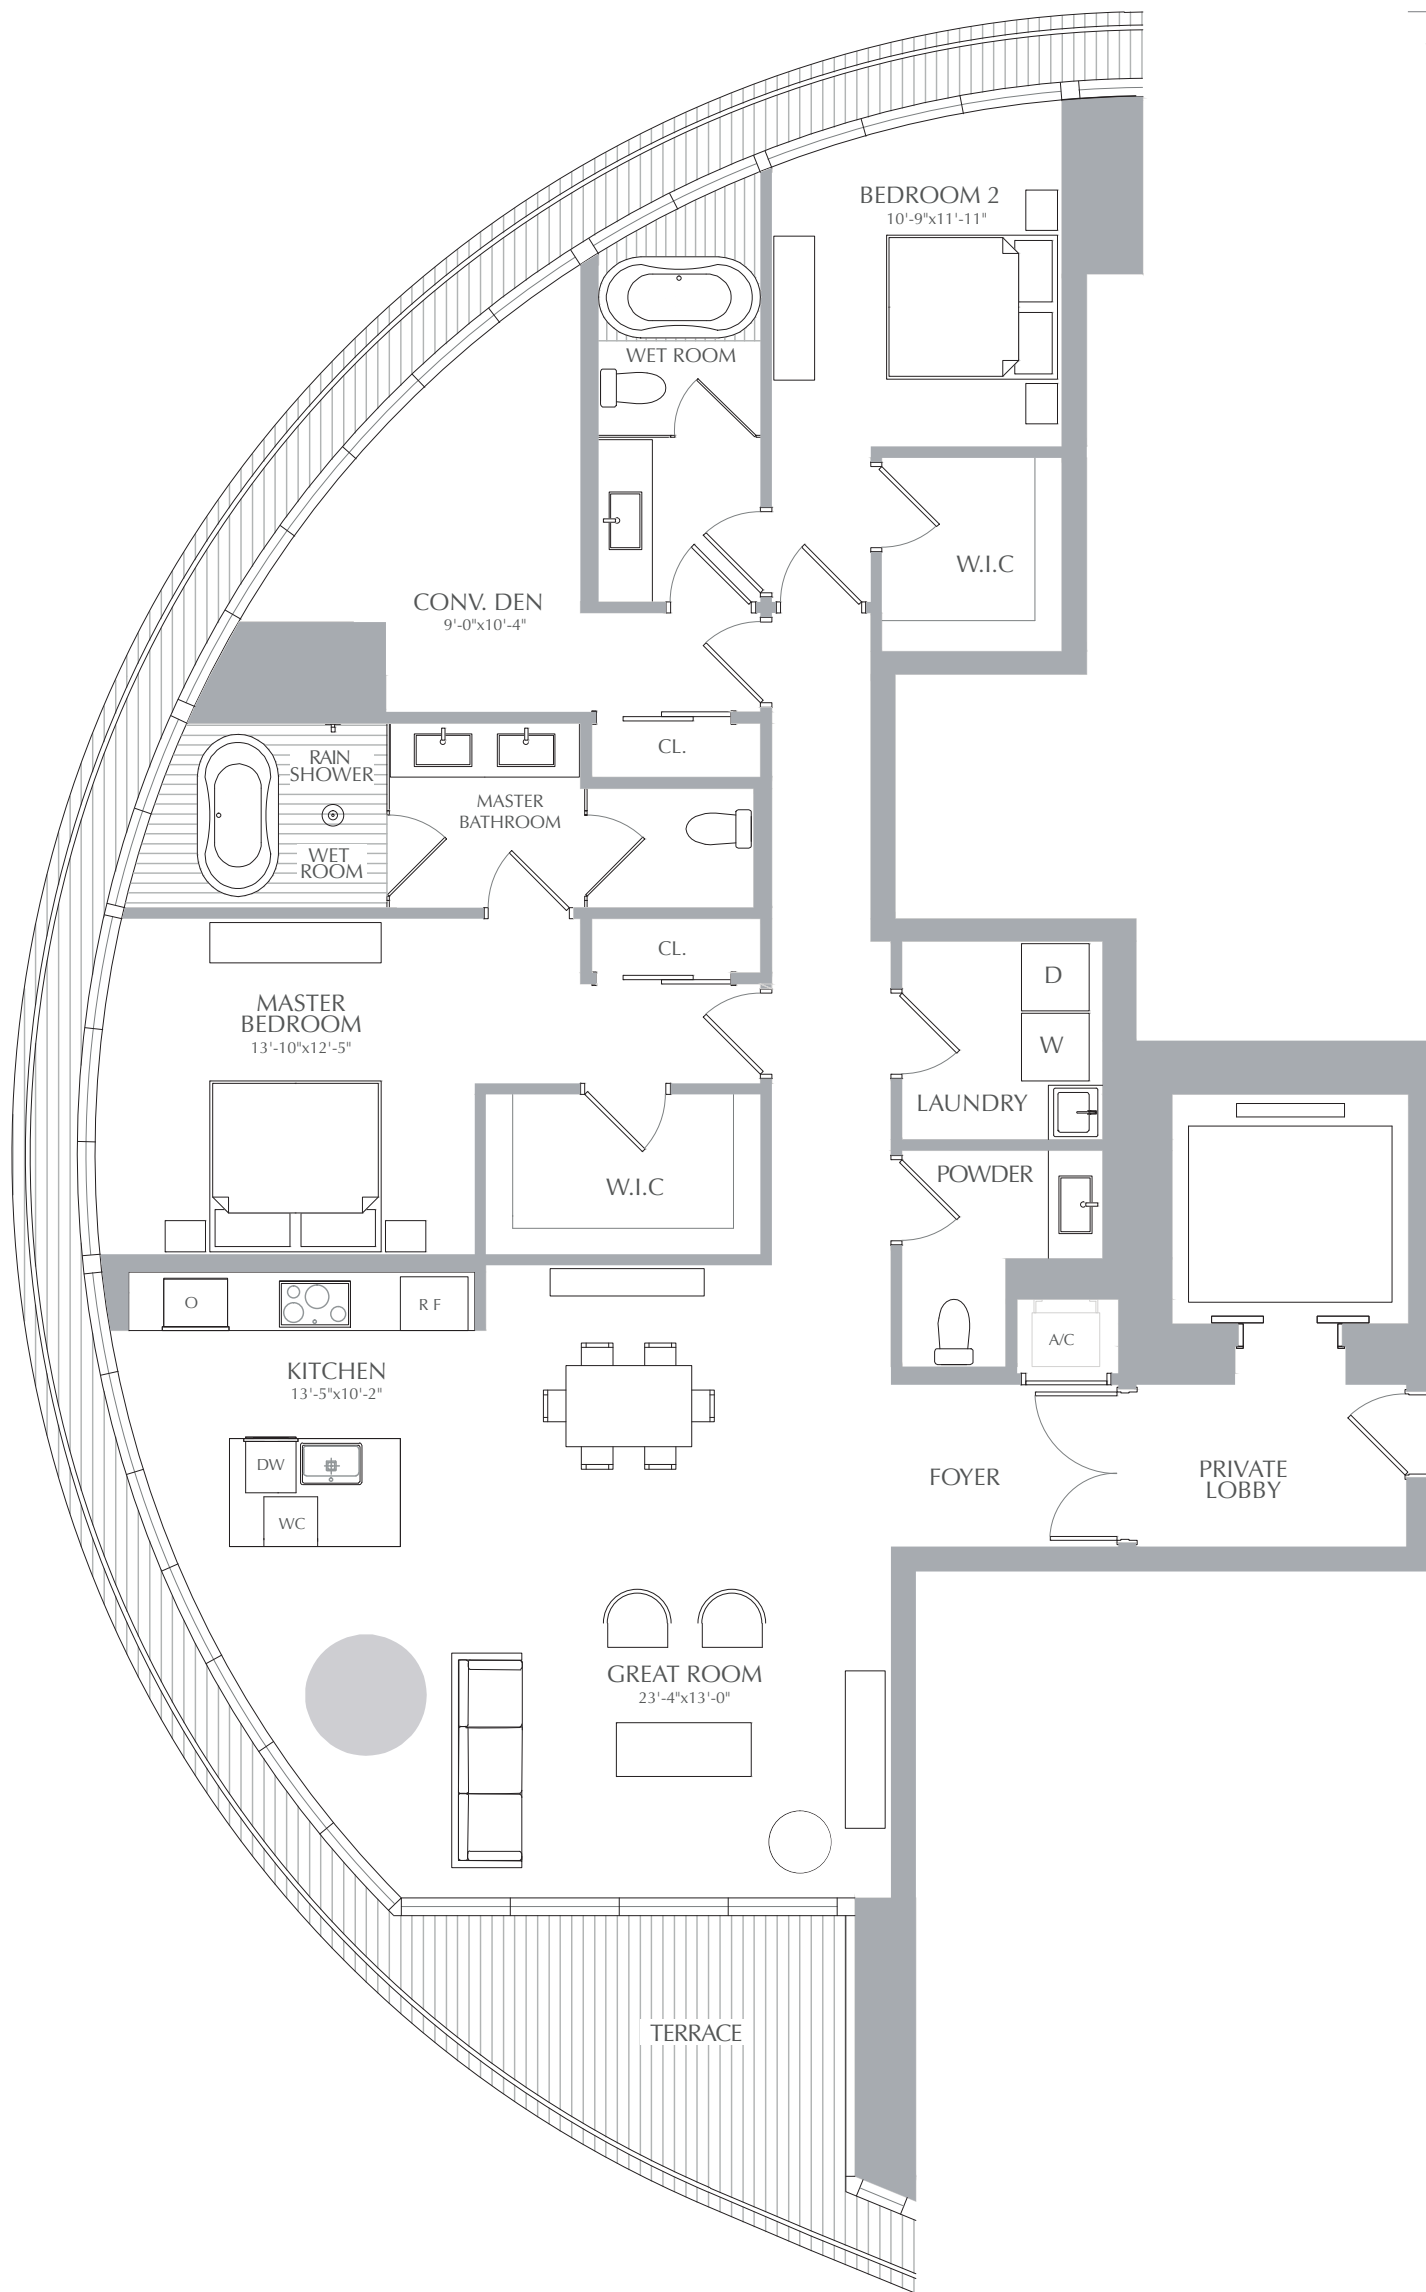 BEDROOM 2
10'-9"x11'-11"
WET ROOM
W.I.C
CONV. DEN
9'-0"x10'-4"
CL.
RAIN
SHOWER
MASTER
BATHROOM
WET
ROOM
CL.
D
MASTER
BEDROOM
13'-10"x12'-5"
W
LAUNDRY
POWDER
W.I.C
O
R F
A/C
KITCHEN
13'-5"x10'-2"
DW
WC
FOYER
PRIVATE
LOBBY
GREAT ROOM
23'-4"x13'-0"
TERRACE